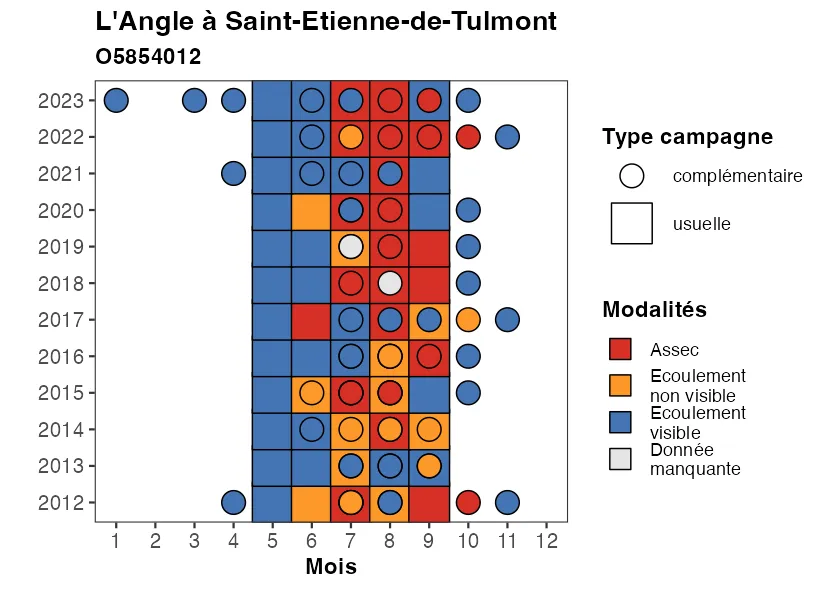 L'Angle à Saint-Etienne-de-Tulmont
O5854012
2023
2022
2021
2020
2019
2018
2017
2016
2015
2014
2013
2012
1 2 3 4 5 6 7 8 9 10 11 12
Mois
Type campagne
complémentaire
usuelle
Modalités
Assec
Ecoulement
non visible
Ecoulement
visible
Donnée
manquante